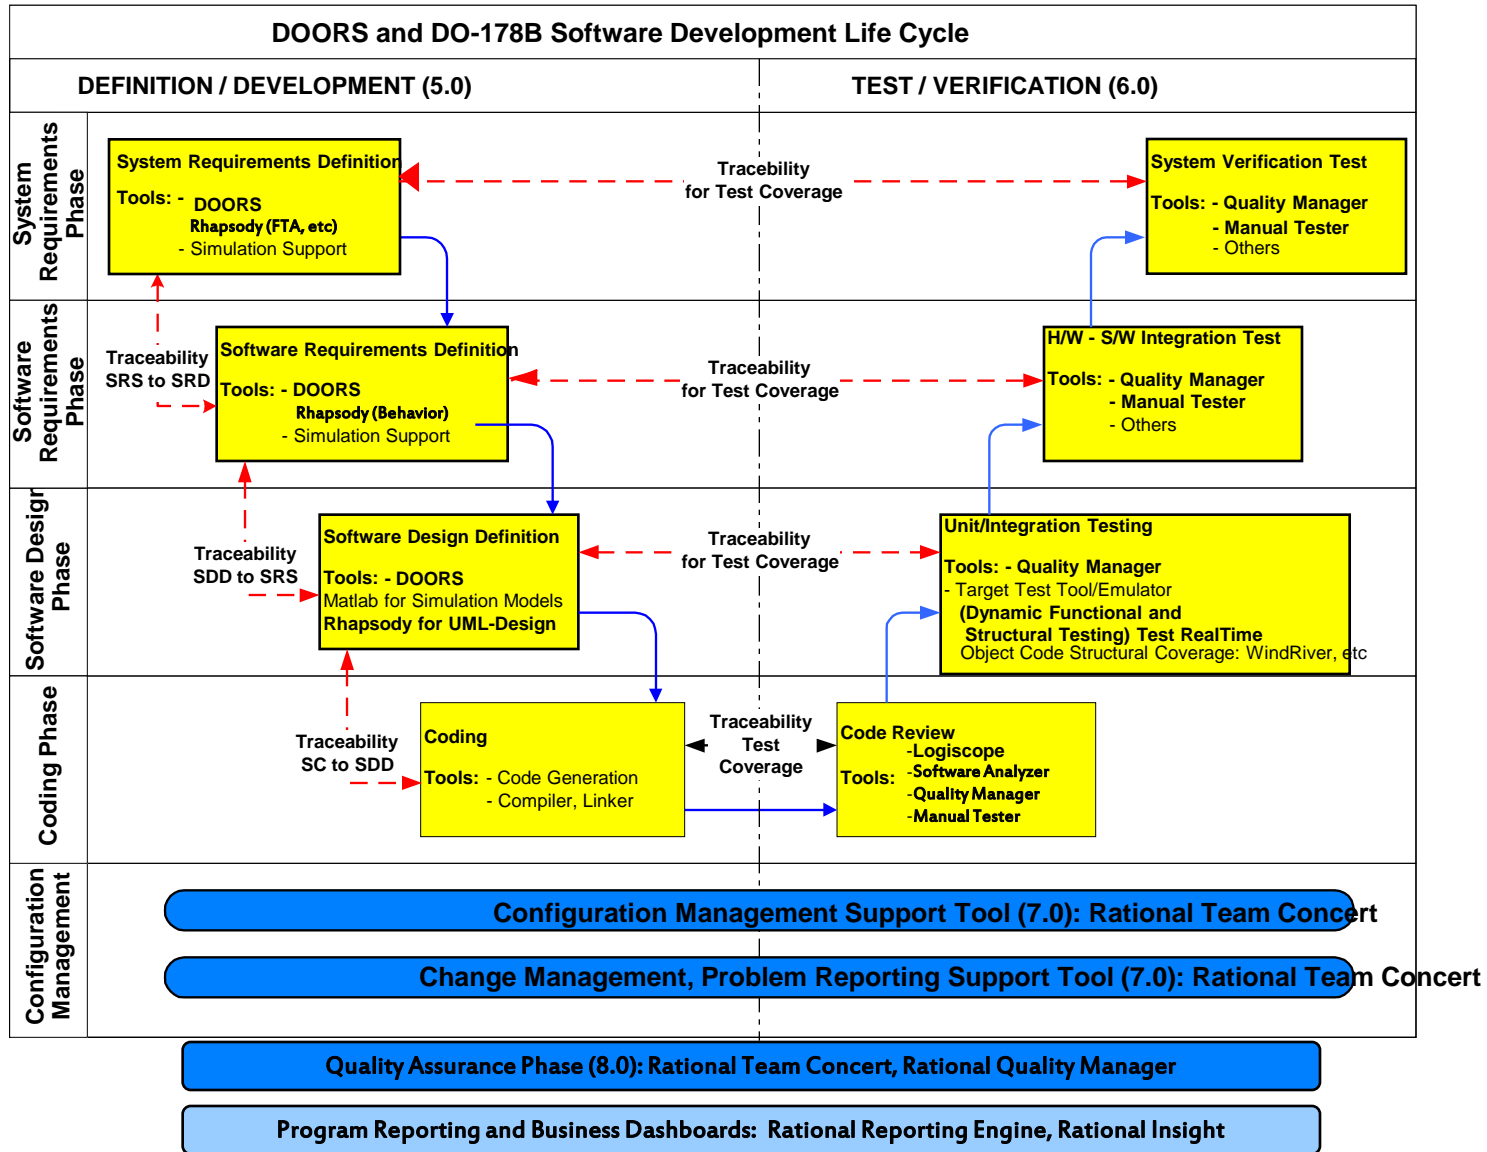 DOORS and DO-178B Software Development Life Cycle
DEFINITION / DEVELOPMENT (5.0)
TEST / VERIFICATION (6.0)
System
Requirements
Phase
System Requirements Definition
Tools: -
DOORS
Rhapsody (FTA, etc)
- Simulation Support
Tracebility
for Test Coverage
System Verification Test
Tools: - Quality Manager
- Manual Tester
- Others
Software
Requirements
Phase
Traceability
SRS to SRD
Software Requirements Definition
Tools: - DOORS
Rhapsody (Behavior)
- Simulation Support
Traceability
for Test Coverage
H/W - S/W Integration Test
Tools: - Quality Manager
- Manual Tester
- Others
Software Design
Phase
Traceability
SDD to SRS
Software Design Definition
Tools: - DOORS
Matlab for Simulation Models
Rhapsody for UML-Design
Traceability
for Test Coverage
Unit/Integration Testing
Tools: - Quality Manager
- Target Test Tool/Emulator
(Dynamic Functional and
Structural Testing) Test RealTime
Object Code Structural Coverage: WindRiver, etc
Coding Phase
Traceability
SC to SDD
Coding
Tools: - Code Generation
- Compiler, Linker
Traceability
Test
Coverage
Code Review
-Logiscope
Tools: -Software Analyzer
-Quality Manager
-Manual Tester
Configuration
Management
Configuration Management Support Tool (7.0): Rational Team Concert
Change Management, Problem Reporting Support Tool (7.0): Rational Team Concert
Quality Assurance Phase (8.0): Rational Team Concert, Rational Quality Manager
Program Reporting and Business Dashboards: Rational Reporting Engine, Rational Insight